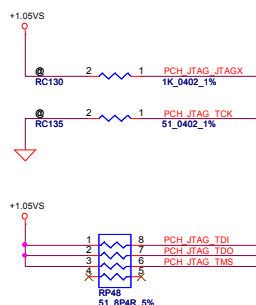 +1.05VS
@ 2 1 PCH_JTAG_JTAGX
RC130 1K_0402_1%
@ 2 1 PCH_JTAG_TCK
RC135 51_0402_1%
+1.05VS
1 8 PCH_JTAG_TDI
2 7 PCH_JTAG_TDO
3 6 PCH_JTAG_TMS
4 5
RP48
51_8P4R_5%